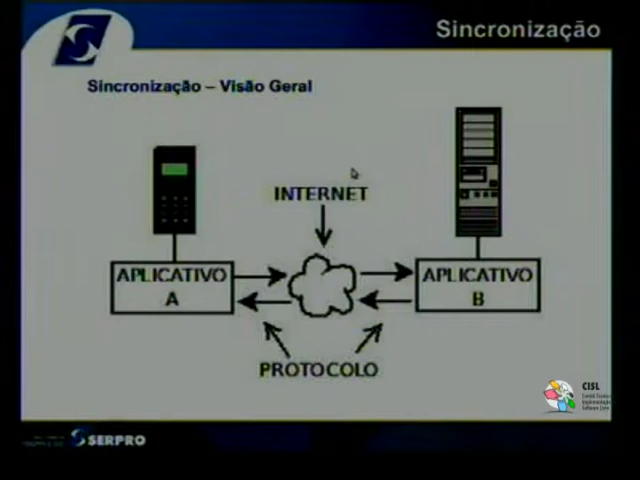 Sincronização
Sincronização – Visão Geral
INTERNET
APLICATIVO
A
APLICATIVO
B
PROTOCOLO
CISL
SERPRO